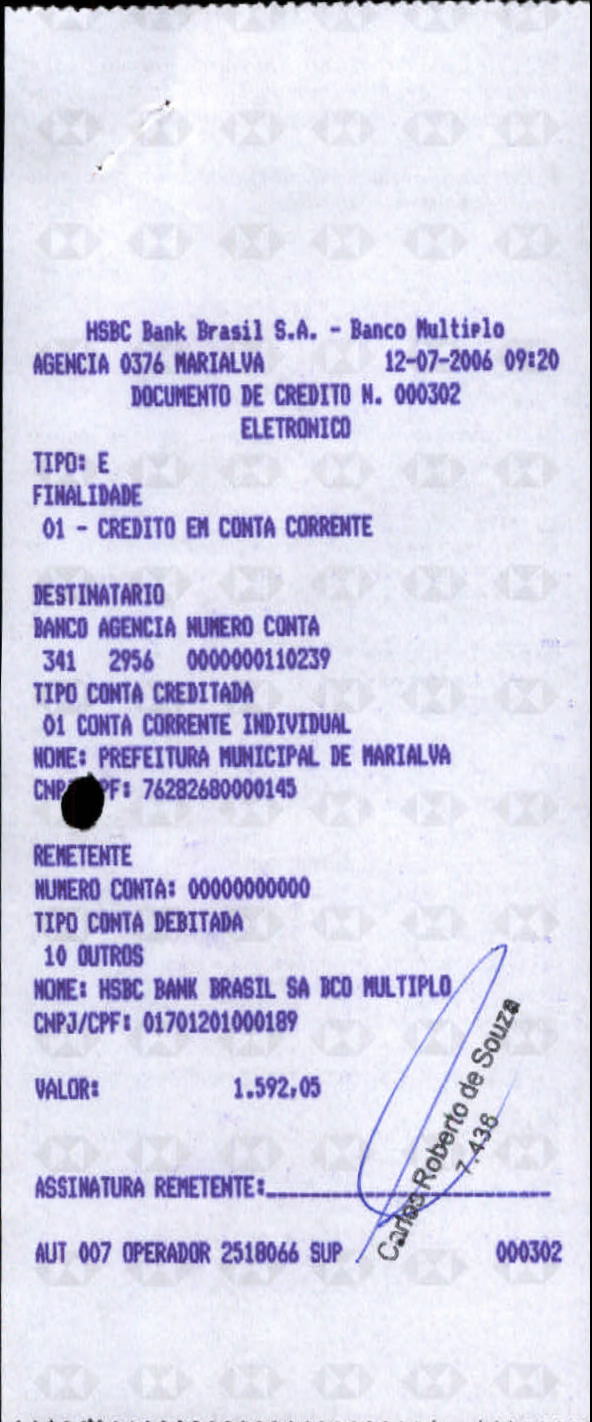 HSBC Bank Brasil S.A. - Banco Multiplo
AGENCIA 0376 MARIALVA 12-07-2006 09:20
DOCUMENTO DE CREDITO N. 000302
ELETRONICO
TIPO: E
FINALIDADE
01 - CREDITO EM CONTA CORRENTE
DESTINATARIO
BANCO AGENCIA NUMERO CONTA
341 2956 0000000110239
TIPO CONTA CREDITADA
01 CONTA CORRENTE INDIVIDUAL
NOME: PREFEITURA MUNICIPAL DE MARIALVA
76282680000145
REMETENTE
NUMERO CONTA: 00000000000
TIPO CONTA DEBITADA
10 OUTROS
NOME: HSBC BANK BRASIL SA BCO MULTIPLO
CNPJ/CPF: 01701201000189
VALOR: 1.592,05
ASSINATURA REMETENTE:
Carlos Roberto de Souza
7.438
AUT 007 OPERADOR 2518066 SUP 000302